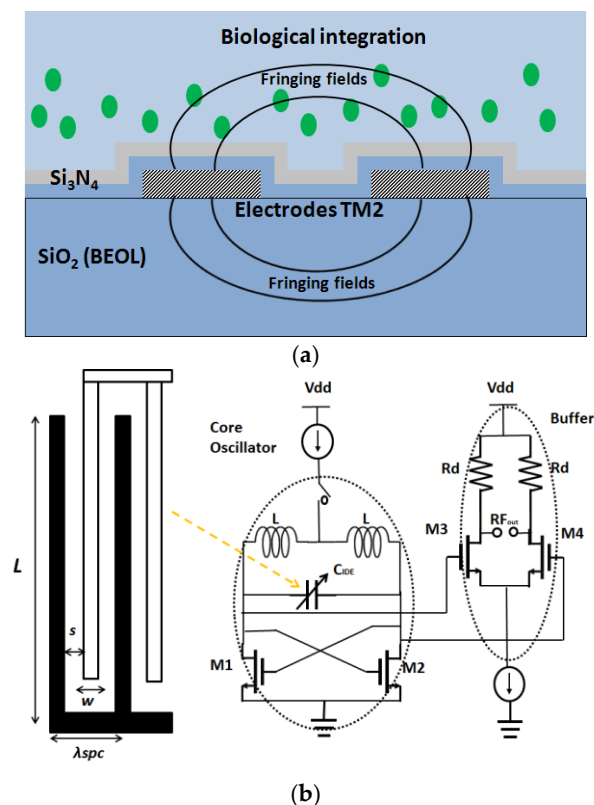 Biological integration
Fringing fields
Si3N4
Electrodes TM2
SiO2 (BEOL)
Fringing fields
(a)
L
s
w
λspc
Vdd
Core
Oscillator
L
L
CIDE
M1
M2
Vdd
Buffer
Rd
Rd
RFout
M3
M4
(b)